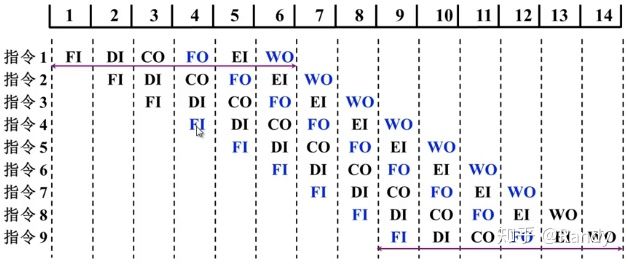 1 2 3 4 5 6 7 8 9 10 11 12 13 14
指令 1 FI DI CO FO EI WO
指令 2 FI DI CO FO EI WO
指令 3 FI DI CO FO EI WO
指令 4 FI DI CO FO EI WO
指令 5 FI DI CO FO EI WO
指令 6 FI DI CO FO EI WO
指令 7 FI DI CO FO EI WO
指令 8 FI DI CO FO EI WO
指令 9 FI DI CO FO EI WO
知乎 @Randy